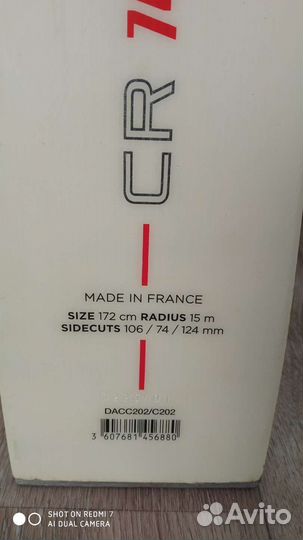 CR 74
MADE IN FRANCE
SIZE 172 cm RADIUS 15 m
SIDECUTS 106 / 74 / 124 mm
DACC202/C202
3 607681 456880
SHOT ON REDMI 7
AI DUAL CAMERA
Avito